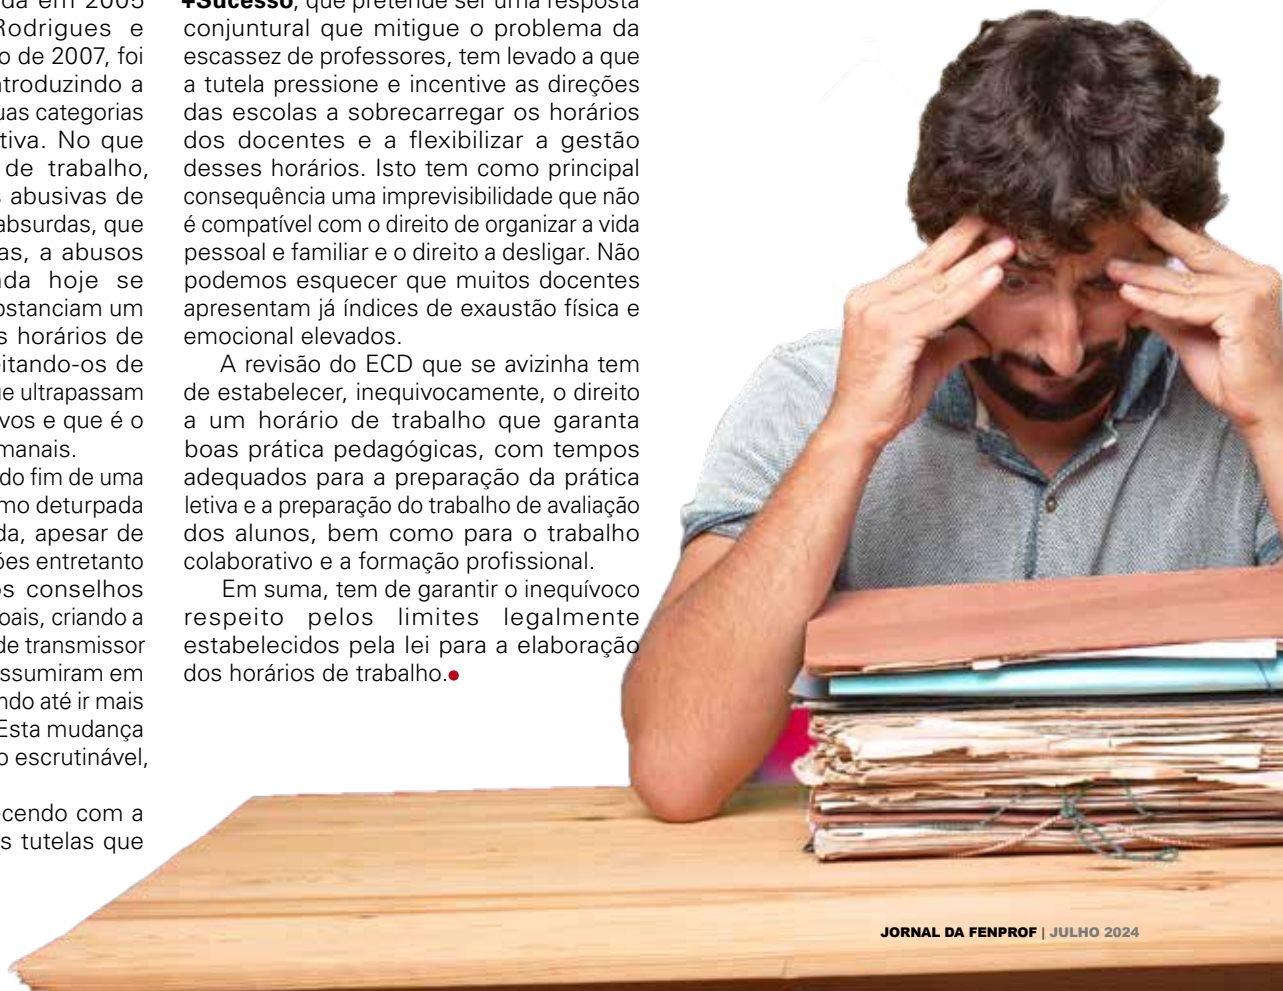 da em 2005
Rodrigues e
o de 2007, foi
ntroduzindo a
uas categorias
tiva. No que
de trabalho,
s abusivas de
absurdas, que
as, a abusos
nda hoje se
bstanciam um
s horários de
eitando-os de
ue ultrapassam
vos e que é o
manais.
do fim de uma
mo deturpada
da, apesar de
ões entretanto
os conselhos
oais, criando a
de transmissor
ssumiram em
ndo até ir mais
Esta mudança
o escrutinável,
ecendo com a
s tutelas que
+Sucesso, que pretende ser uma resposta
conjuntural que mitigue o problema da
escassez de professores, tem levado a que
a tutela pressione e incentive as direções
das escolas a sobrecarregar os horários
dos docentes e a flexibilizar a gestão
desses horários. Isto tem como principal
consequência uma imprevisibilidade que não
é compatível com o direito de organizar a vida
pessoal e familiar e o direito a desligar. Não
podemos esquecer que muitos docentes
apresentam já índices de exaustão física e
emocional elevados.
A revisão do ECD que se avizinha tem
de estabelecer, inequivocamente, o direito
a um horário de trabalho que garanta
boas prática pedagógicas, com tempos
adequados para a preparação da prática
letiva e a preparação do trabalho de avaliação
dos alunos, bem como para o trabalho
colaborativo e a formação profissional.
Em suma, tem de garantir o inequívoco
respeito pelos limites legalmente
estabelecidos pela lei para a elaboração
dos horários de trabalho.●
JORNAL DA FENPROF | JULHO 2024